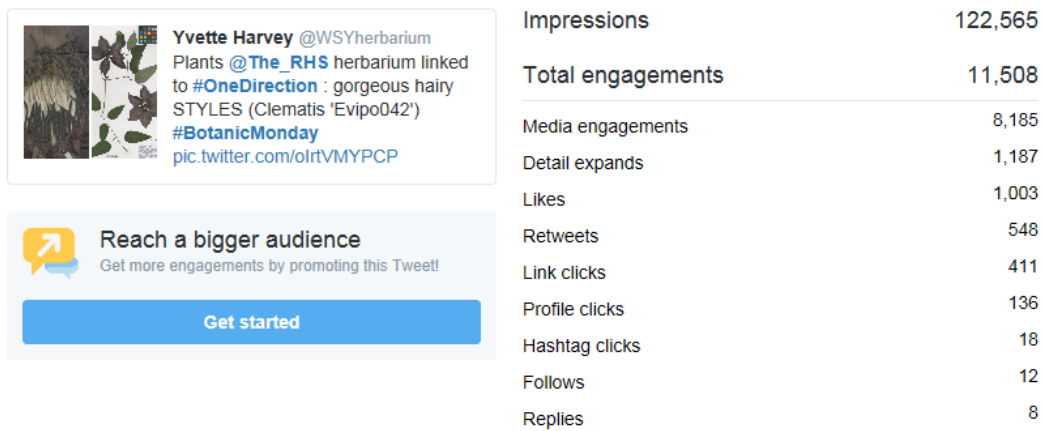 Yvette Harvey @WSYherbarium
Plants @The_RHS herbarium linked
to #OneDirection : gorgeous hairy
STYLES (Clematis 'Evipo042')
#BotanicMonday
pic.twitter.com/oIrtVMYPCP
Reach a bigger audience
Get more engagements by promoting this Tweet!
Get started
Impressions 122,565
Total engagements 11,508
Media engagements 8,185
Detail expands 1,187
Likes 1,003
Retweets 548
Link clicks 411
Profile clicks 136
Hashtag clicks 18
Follows 12
Replies 8